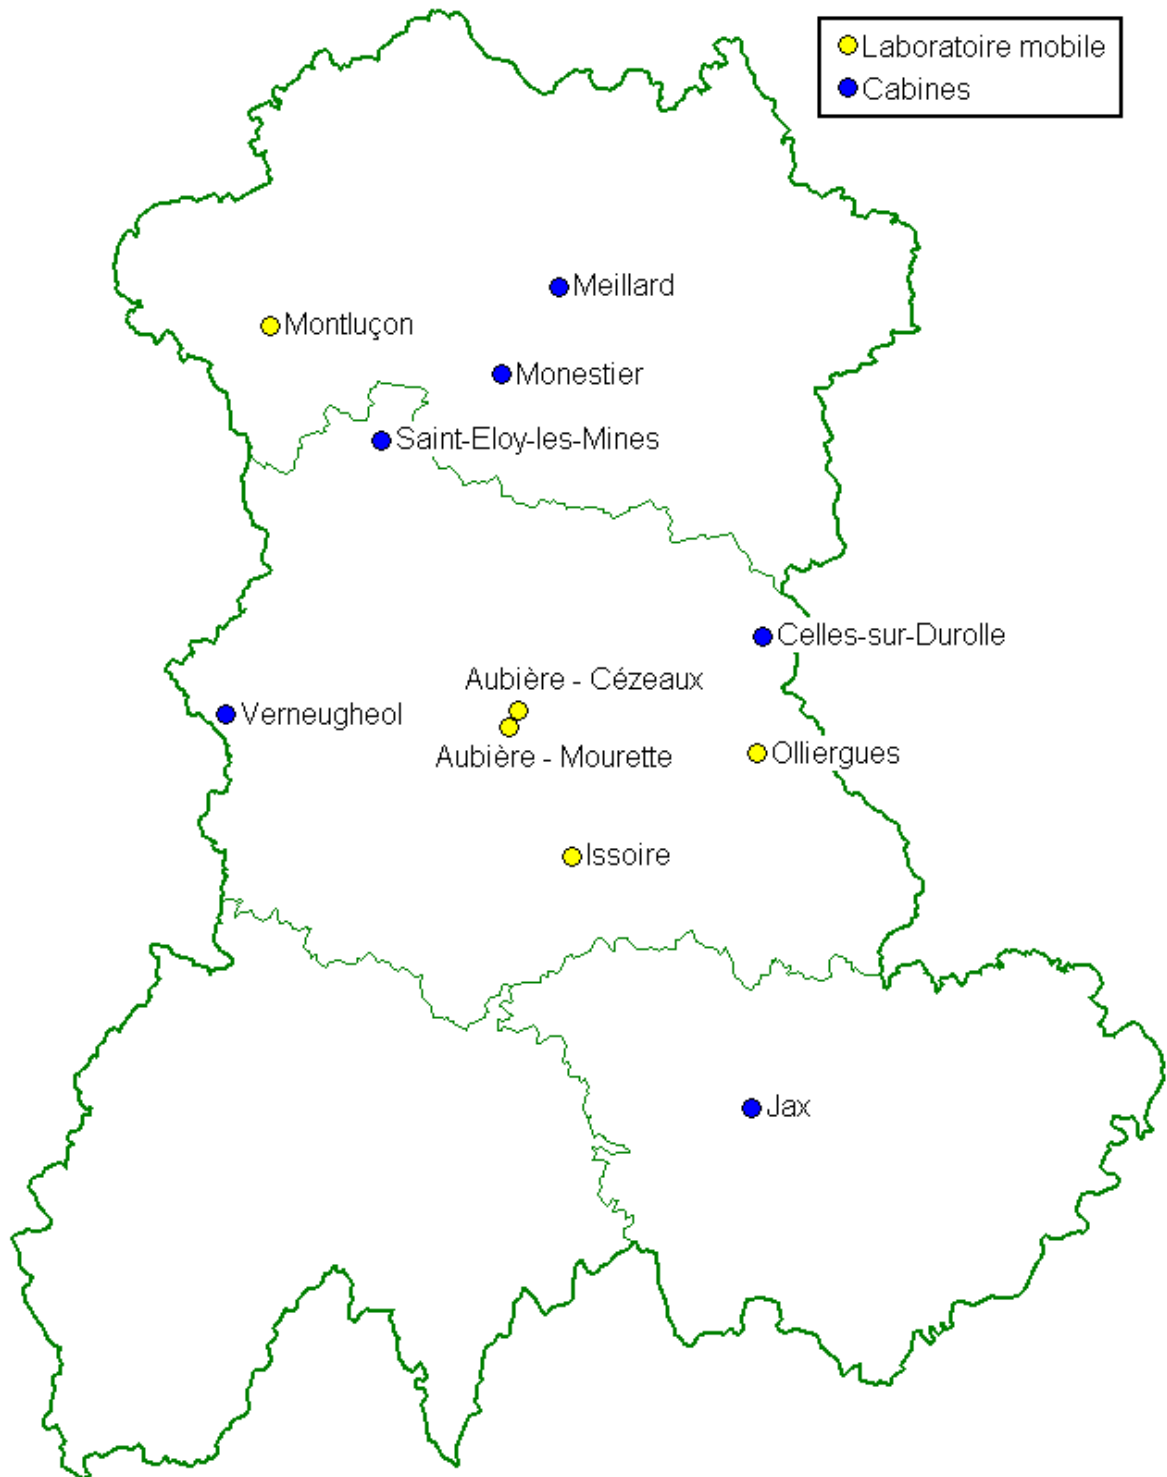 Laboratoire mobile
Cabines
Meillard
Montluçon
Monestier
Saint-Eloy-les-Mines
Celles-sur-Durolle
Aubière - Cézeaux
Verneugheol
Aubière - Mourette
Olliergues
Issoire
Jax